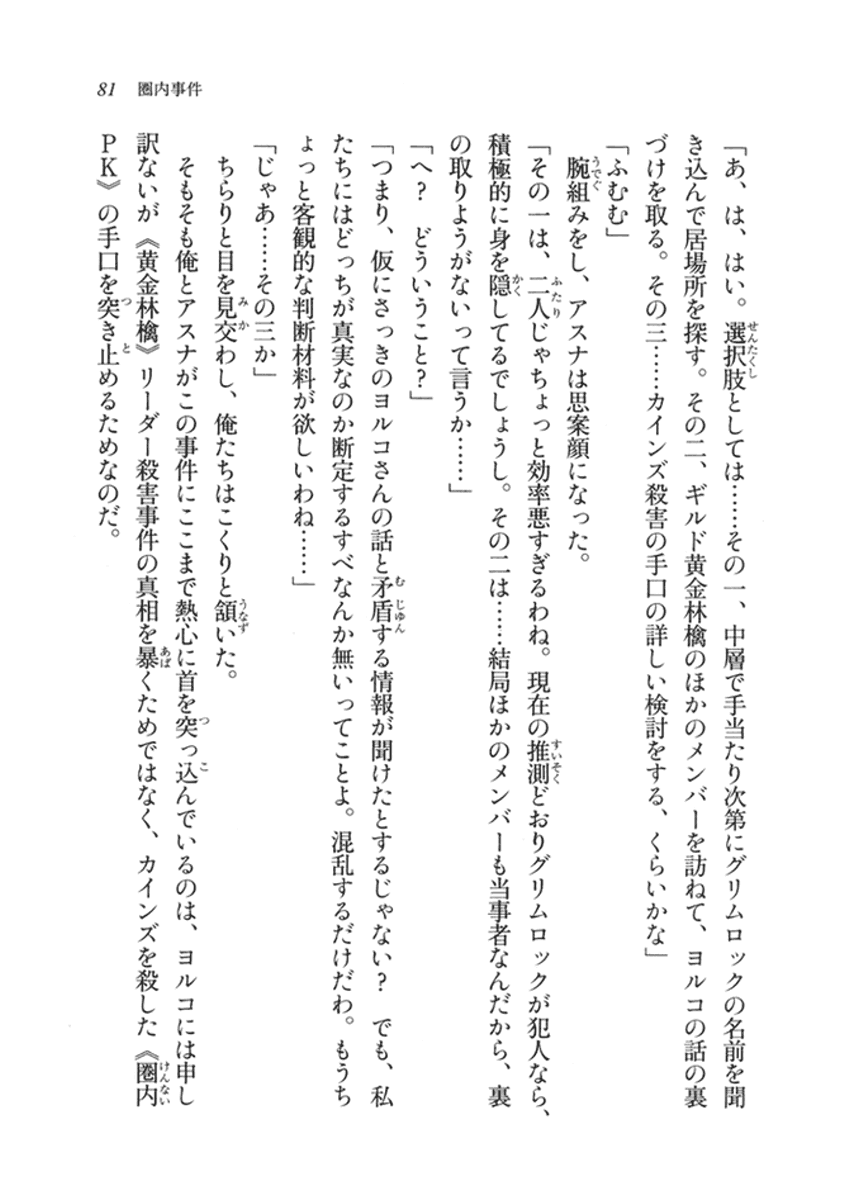 81 圏内事件
「あ、は、はい。選択肢としては……その一、中層で手当たり次第にグリムロックの名前を聞
き込んで居場所を探す。その二、ギルド黄金林檎のほかのメンバーを訪ねて、ヨルコの話の裏
づけを取る。その三……カインズ殺害の手口の詳しい検討をする、くらいかな」
「ふむむ」
腕組みをし、アスナは思案顔になった。
「その一は、二人じゃちょっと効率悪すぎるわね。現在の推測どおりグリムロックが犯人なら、
積極的に身を隠してるでしょうし。その二は……結局ほかのメンバーも当事者なんだから、裏
の取りようがないって言うか……」
「へ？　どういうこと？」
「つまり、仮にさっきのヨルコさんの話と矛盾する情報が聞けたとするじゃない？　でも、私
たちにはどっちが真実なのか断定するすべなんか無いってことよ。混乱するだけだわ。もうち
ょっと客観的な判断材料が欲しいわね……」
「じゃあ……その三か」
ちらりと目を見交わし、俺たちはこくりと頷いた。
そもそも俺とアスナがこの事件にここまで熱心に首を突っ込んでいるのは、ヨルコには申し
訳ないが《黄金林檎》リーダー殺害事件の真相を暴くためではなく、カインズを殺した《圏内
ＰＫ》の手口を突き止めるためなのだ。